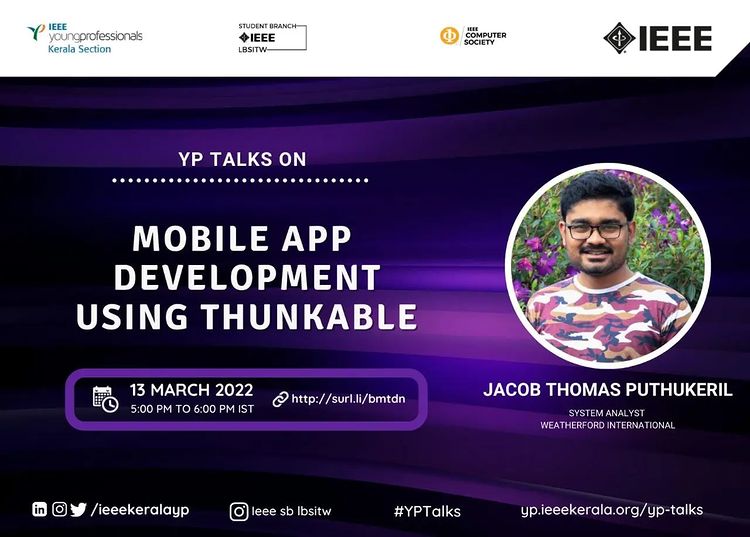 IEEE
youngprofessionals
Kerala Section
STUDENT BRANCH
IEEE
LBSITW
IEEE
COMPUTER
SOCIETY
IEEE
YP TALKS ON
MOBILE APP
DEVELOPMENT
USING THUNKABLE
13 MARCH 2022
5:00 PM TO 6:00 PM IST
http://surl.li/bmtdn
JACOB THOMAS PUTHUKERIL
SYSTEM ANALYST
WEATHERFORD INTERNATIONAL
/ieeekeralayp
Ieee sb lbsitw
#YPTalks
yp.ieeekerala.org/yp-talks